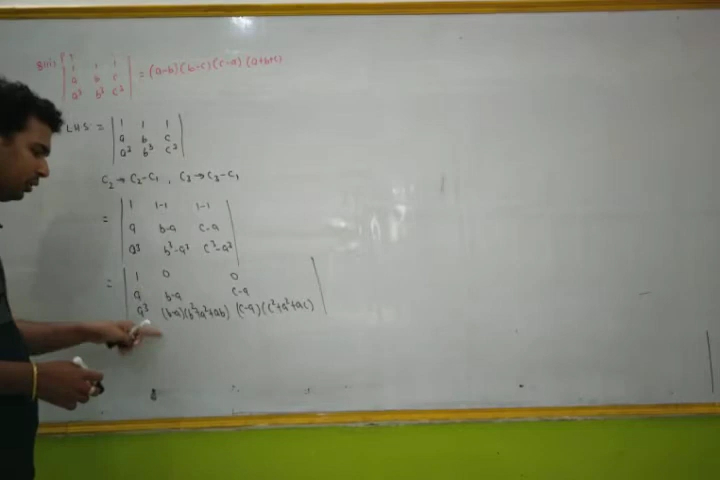 8(ii) P.T
| 1 1 1 |
| a b c | = (a-b)(b-c)(c-a)(a+b+c)
| a³ b³ c³ |
LHS = | 1 1 1 |
| a b c |
| a³ b³ c³ |
C₂ → C₂-C₁ , C₃ → C₃-C₁
= | 1 1-1 1-1 |
| a b-a c-a |
| a³ b³-a³ c³-a³ |
= | 1 0 0 |
| a b-a c-a |
| a³ (b-a)(b²+a²+ab) (c-a)(c²+a²+ac) |